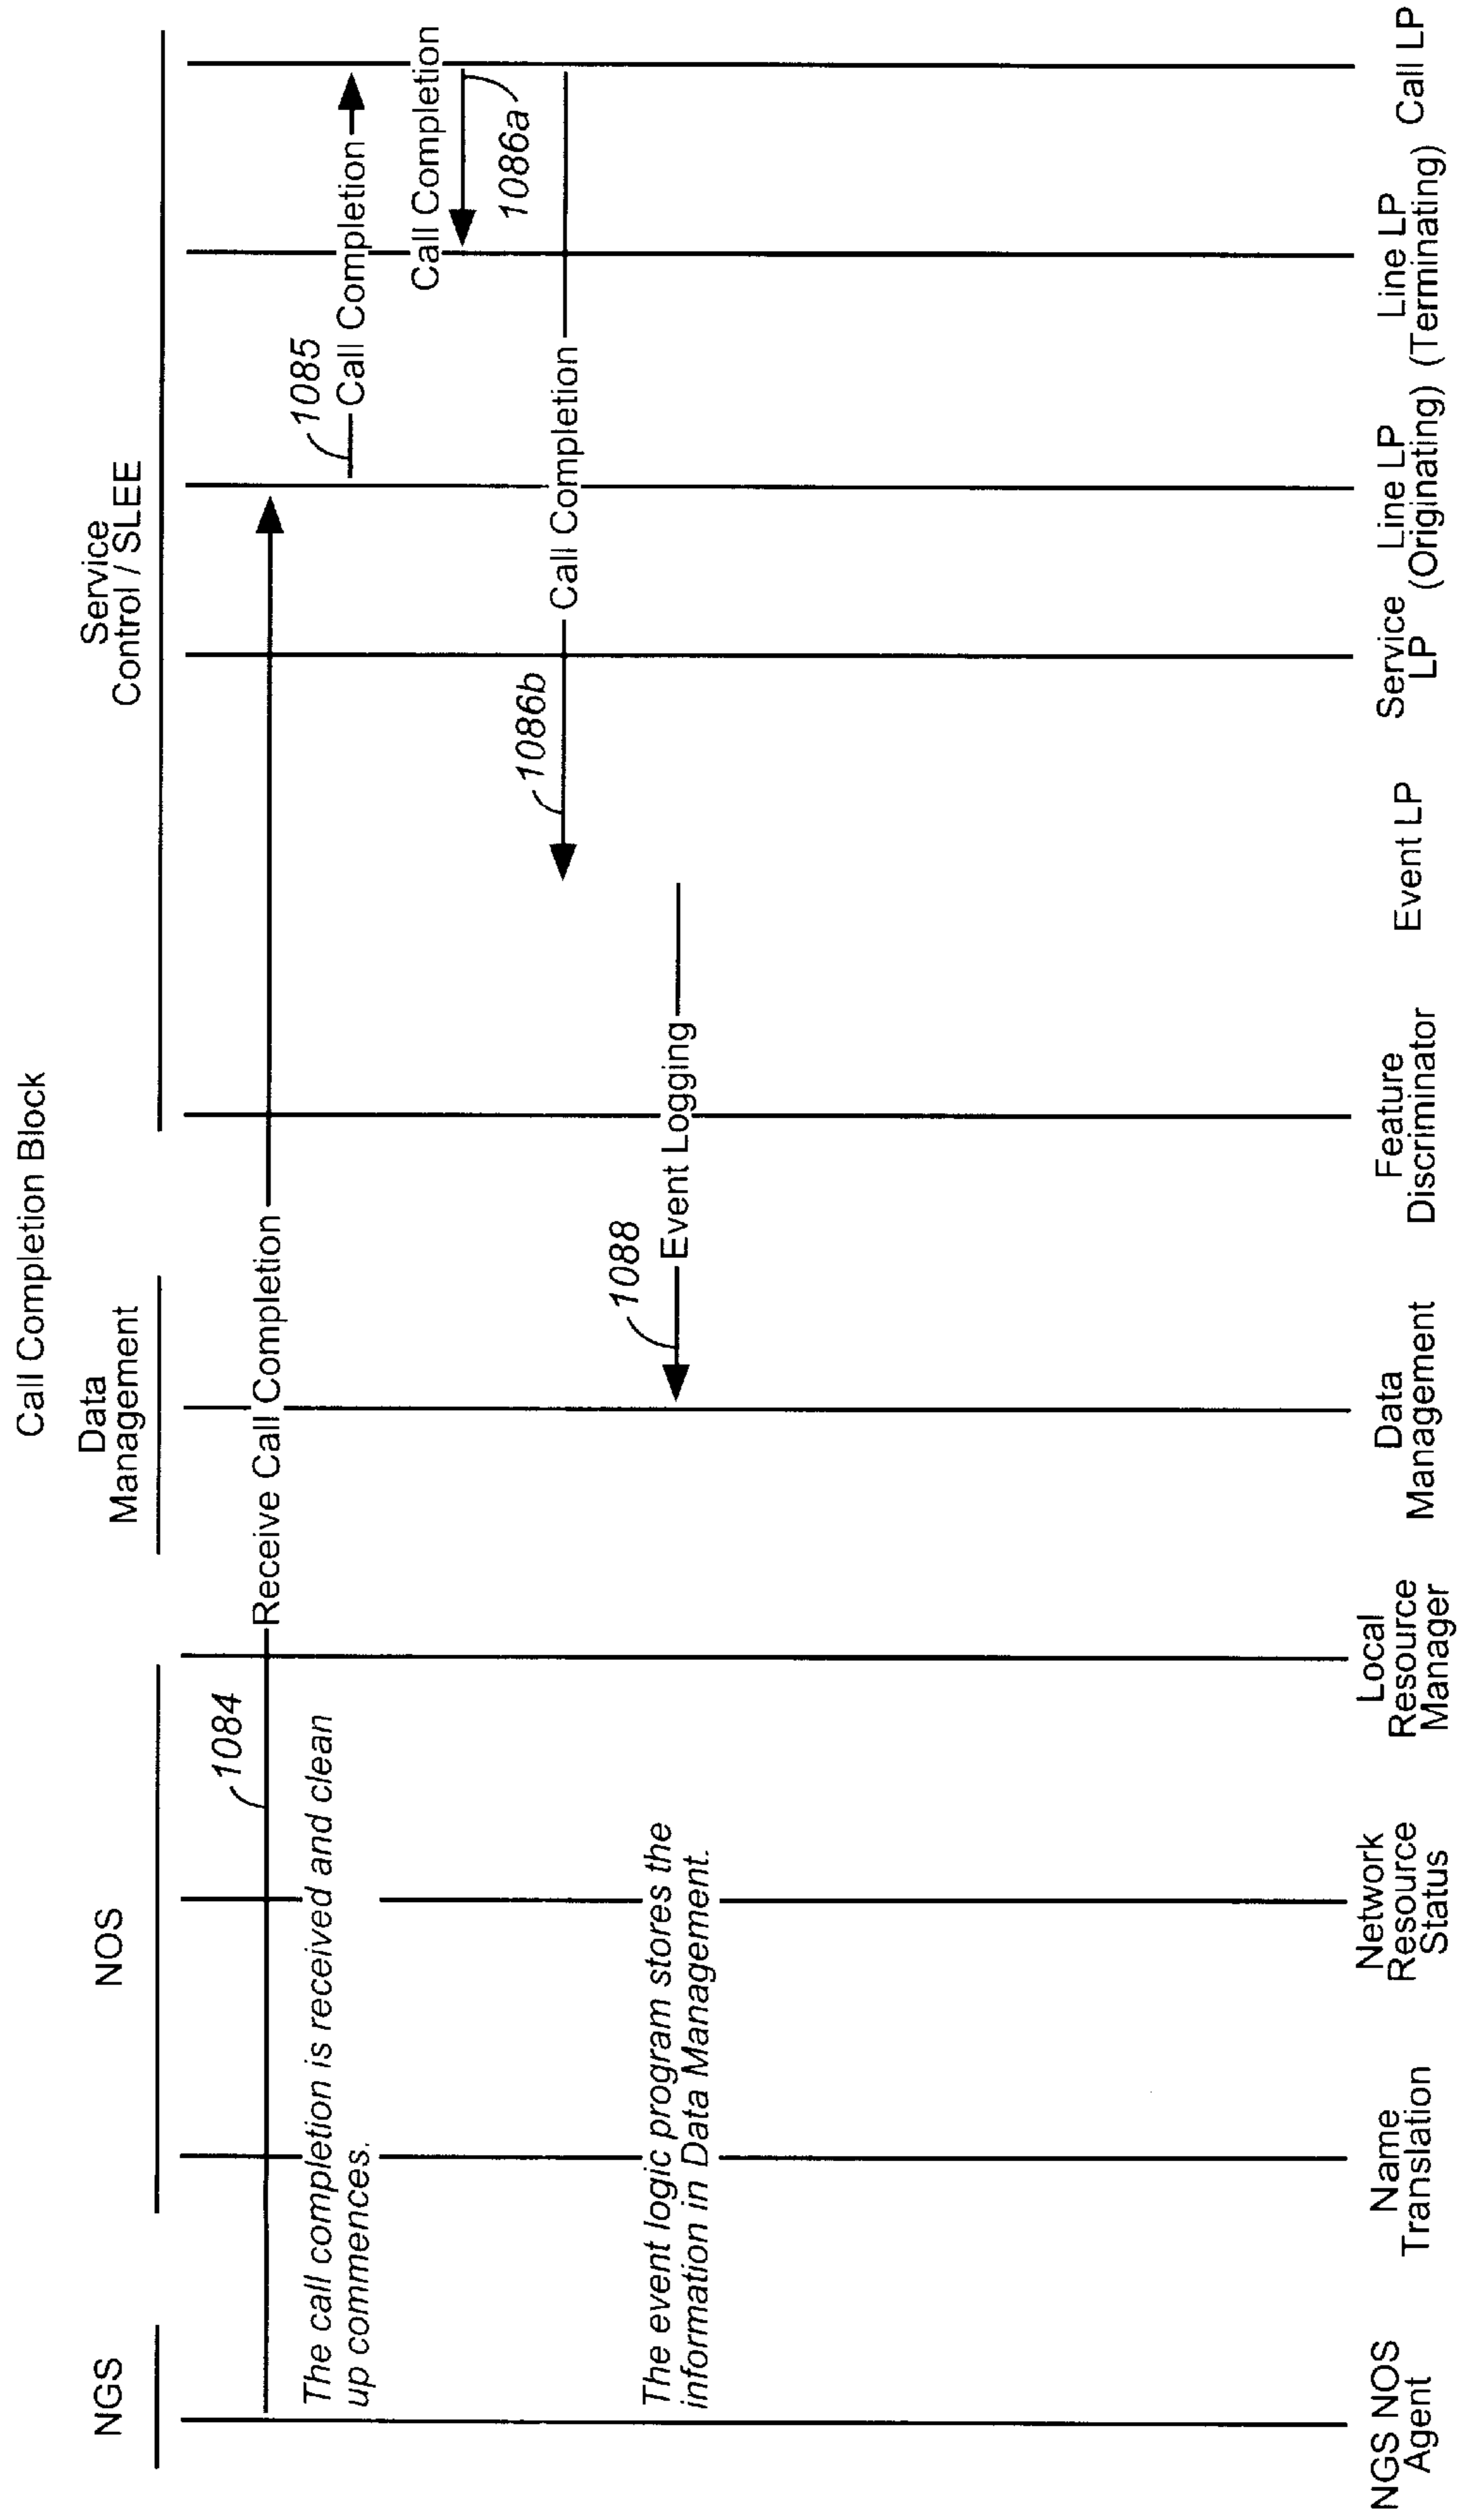 Call Completion Block
NGS
NOS
Data
Management
Service
Control / SLEE
1084
Receive Call Completion
The call completion is received and clean
up commences.
1085
Call Completion
Call Completion
1086a
1086b
Call Completion
1088
Event Logging
The event logic program stores the
information in Data Management.
NGS NOS
Agent
Name
Translation
Network
Resource
Status
Local
Resource
Manager
Data
Management
Feature
Discriminator
Event LP
Service
LP
Line LP
(Originating)
Line LP
(Terminating)
Call LP